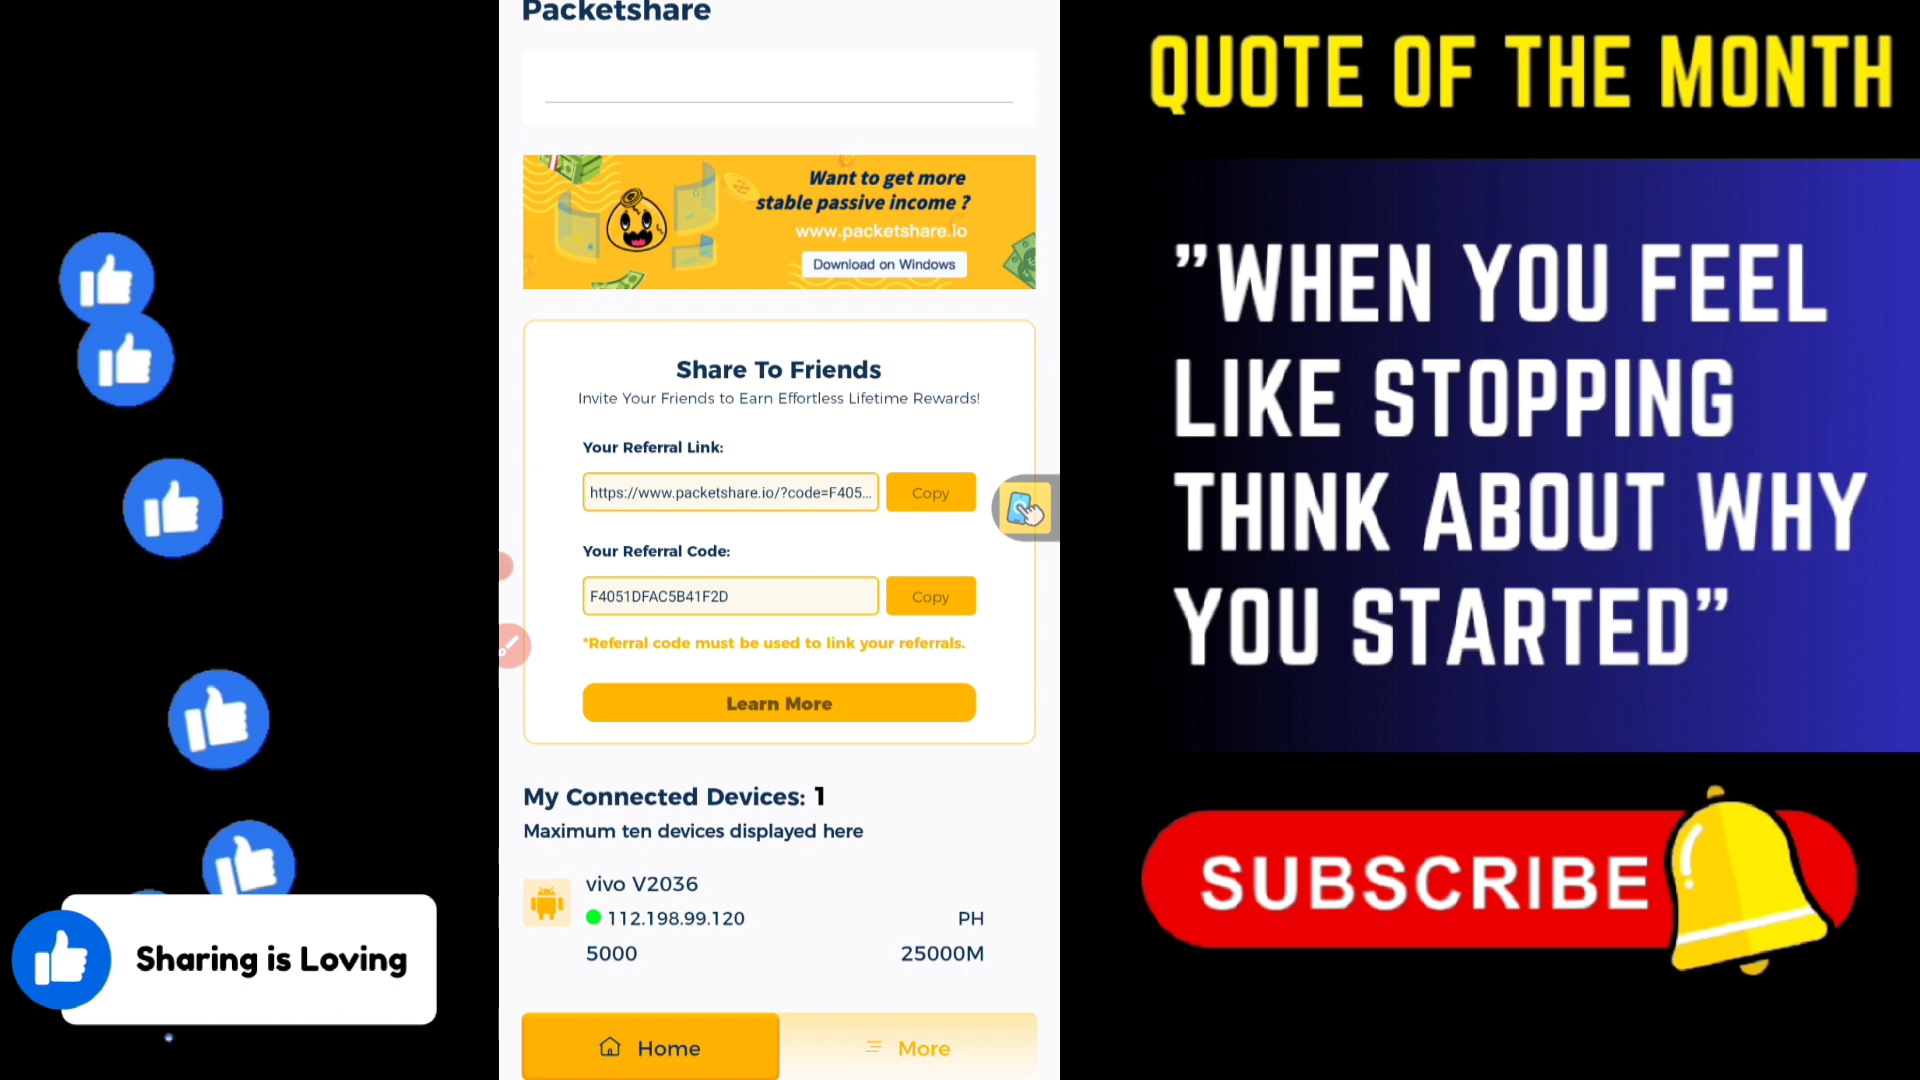 Packetshare
Want to get more
stable passive income ?
www.packetshare.io
Download on Windows
Share To Friends
Invite Your Friends to Earn Effortless Lifetime Rewards!
Your Referral Link:
https://www.packetshare.io/?code=F405...
Copy
Your Referral Code:
F4051DFAC5B41F2D
Copy
*Referral code must be used to link your referrals.
Learn More
My Connected Devices: 1
Maximum ten devices displayed here
vivo V2036
112.198.99.120 PH
5000 25000M
Home
More
Sharing is Loving
QUOTE OF THE MONTH
”WHEN YOU FEEL
LIKE STOPPING
THINK ABOUT WHY
YOU STARTED”
SUBSCRIBE